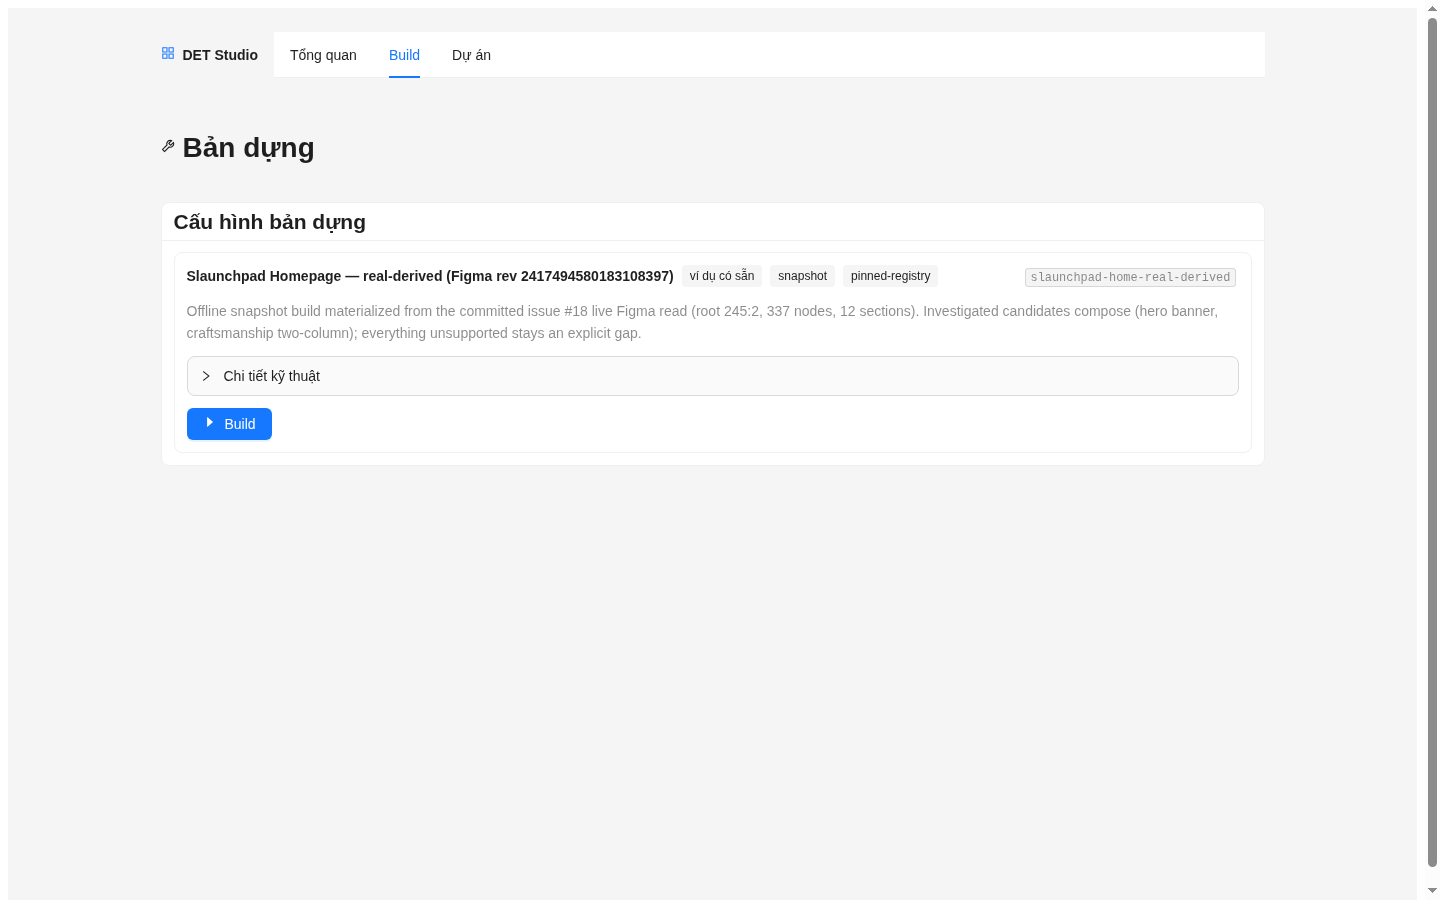 DET Studio
Tổng quan
Build
Dự án
Bản dựng
Cấu hình bản dựng
Slaunchpad Homepage — real-derived (Figma rev 2417494580183108397)
ví dụ có sẵn
snapshot
pinned-registry
slaunchpad-home-real-derived
Offline snapshot build materialized from the committed issue #18 live Figma read (root 245:2, 337 nodes, 12 sections). Investigated candidates compose (hero banner,
craftsmanship two-column); everything unsupported stays an explicit gap.
Chi tiết kỹ thuật
Build